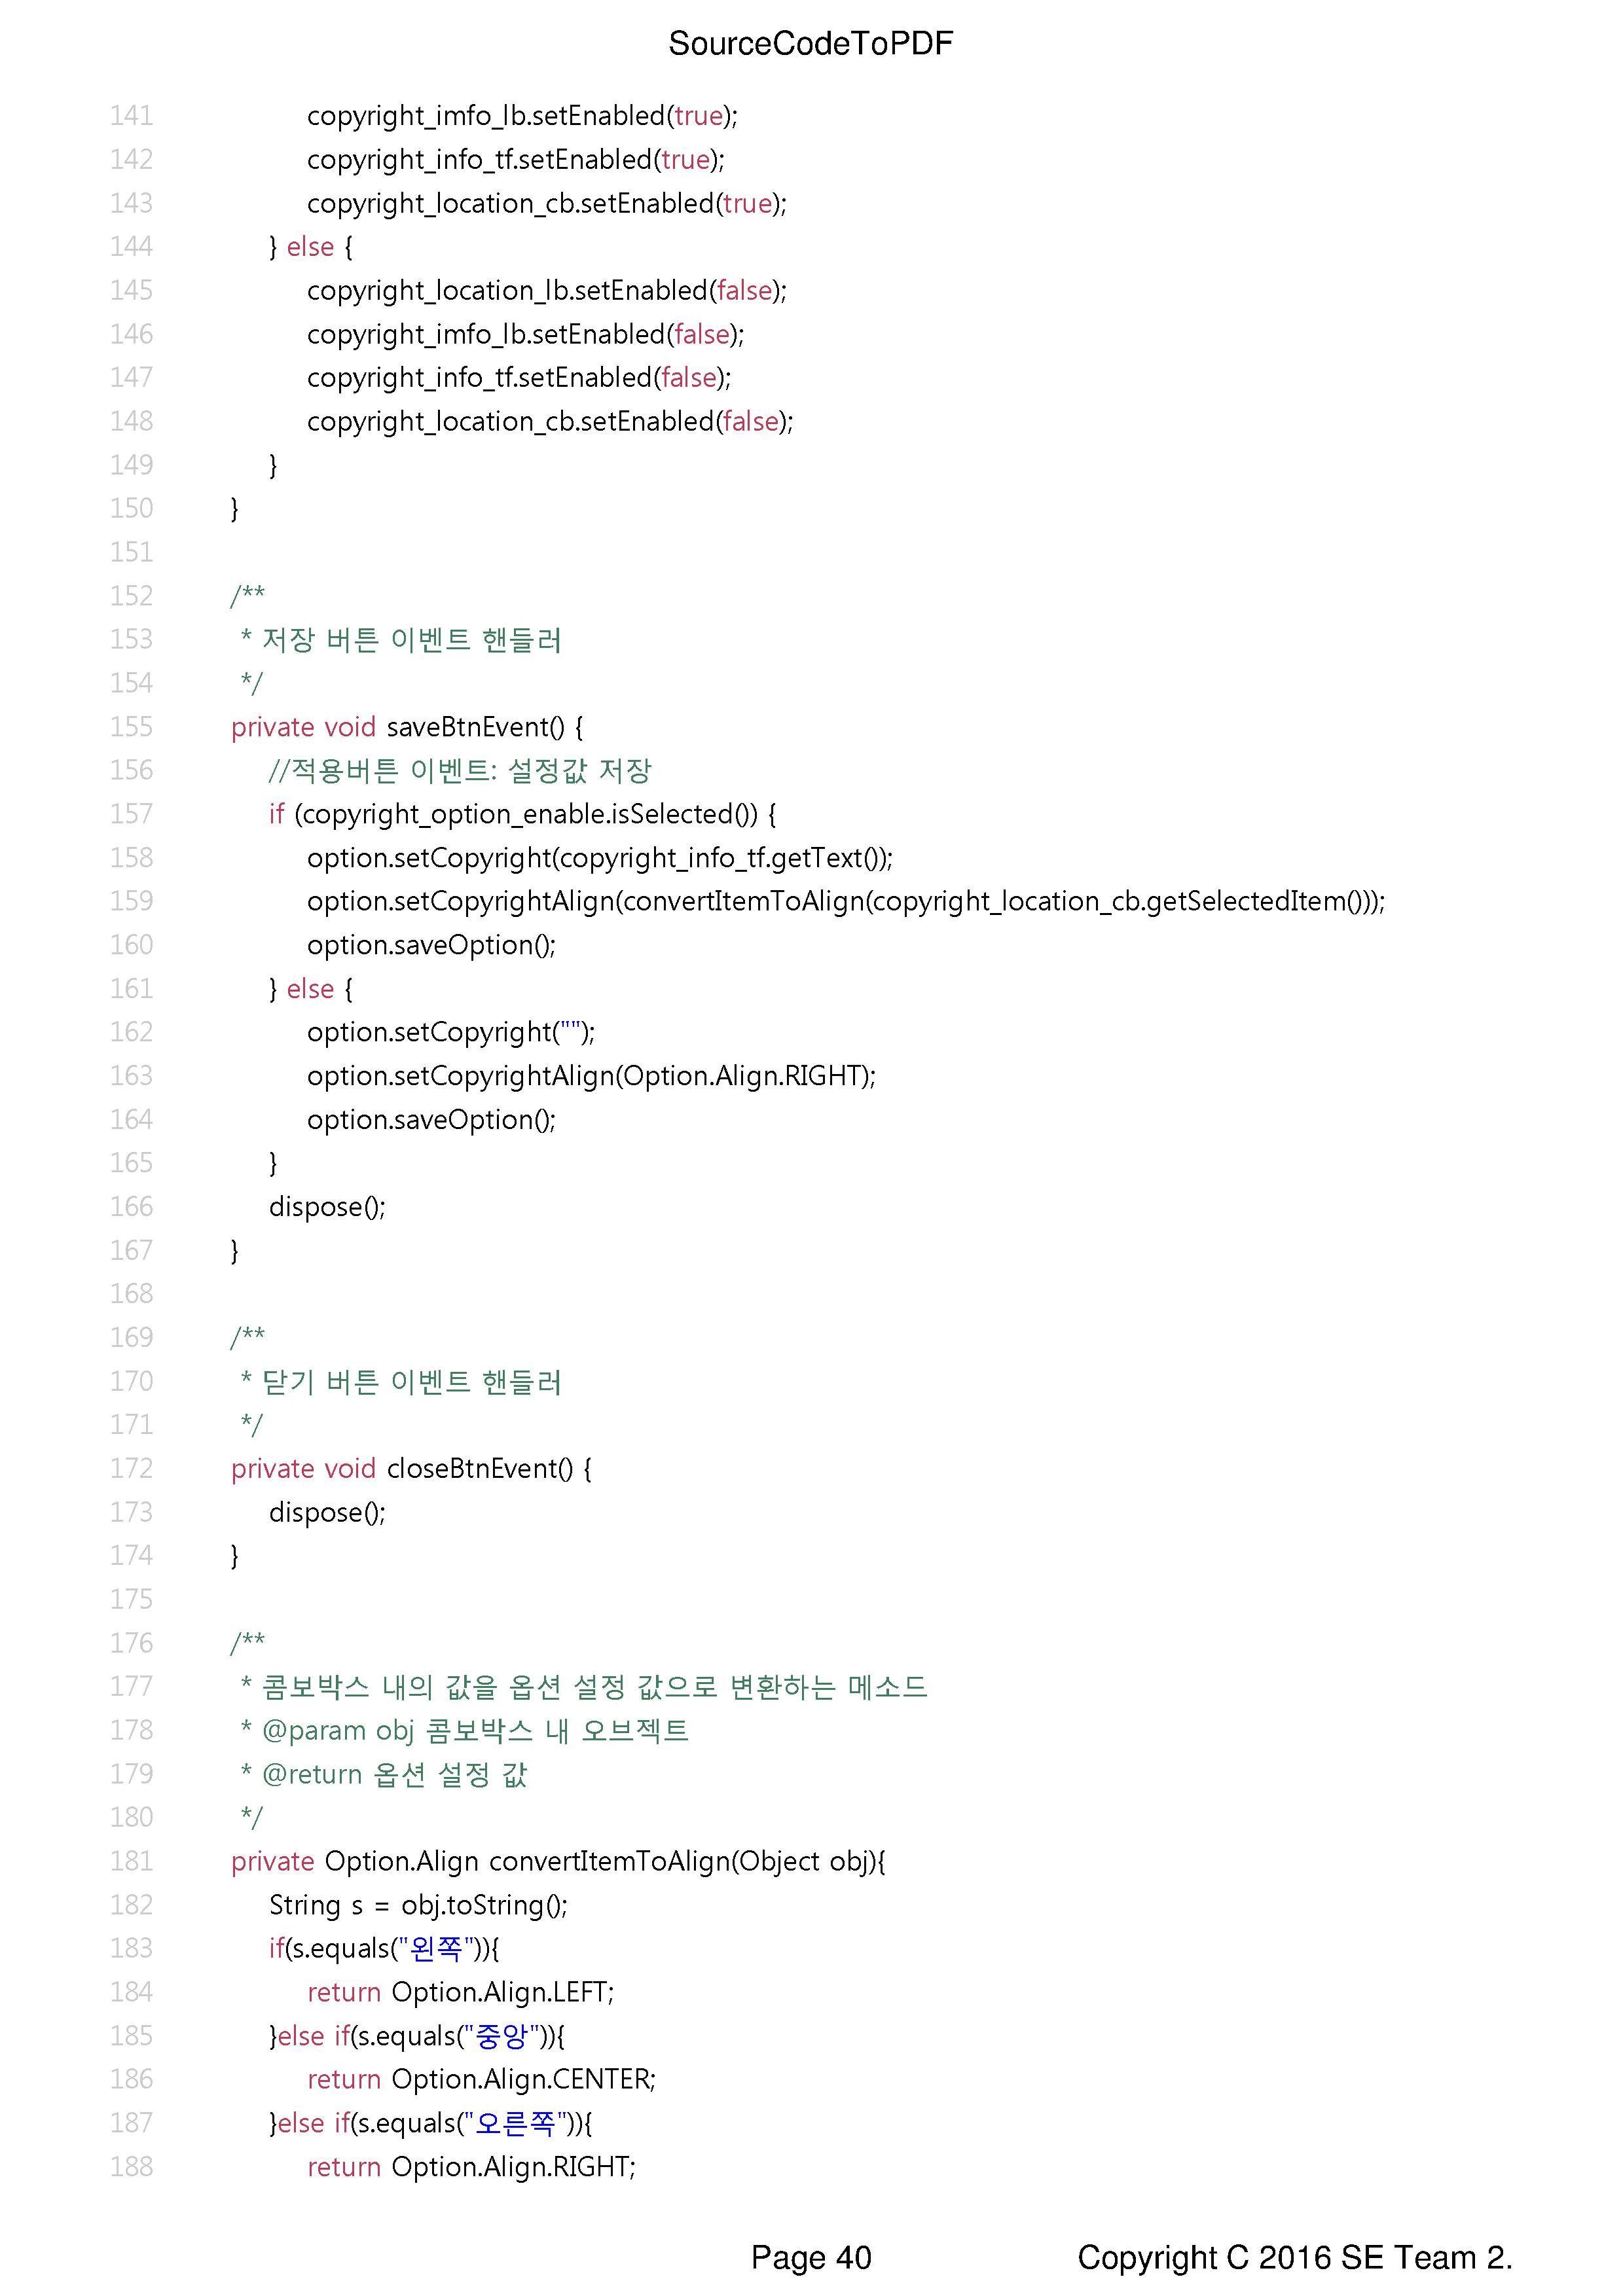 SourceCodeToPDF
141 copyright_imfo_lb.setEnabled(true);
142 copyright_info_tf.setEnabled(true);
143 copyright_location_cb.setEnabled(true);
144 } else {
145 copyright_location_lb.setEnabled(false);
146 copyright_imfo_lb.setEnabled(false);
147 copyright_info_tf.setEnabled(false);
148 copyright_location_cb.setEnabled(false);
149 }
150 }
151
152 /**
153 * 저장 버튼 이벤트 핸들러
154 */
155 private void saveBtnEvent() {
156 //적용버튼 이벤트: 설정값 저장
157 if (copyright_option_enable.isSelected()) {
158 option.setCopyright(copyright_info_tf.getText());
159 option.setCopyrightAlign(convertItemToAlign(copyright_location_cb.getSelectedItem()));
160 option.saveOption();
161 } else {
162 option.setCopyright("");
163 option.setCopyrightAlign(Option.Align.RIGHT);
164 option.saveOption();
165 }
166 dispose();
167 }
168
169 /**
170 * 닫기 버튼 이벤트 핸들러
171 */
172 private void closeBtnEvent() {
173 dispose();
174 }
175
176 /**
177 * 콤보박스 내의 값을 옵션 설정 값으로 변환하는 메소드
178 * @param obj 콤보박스 내 오브젝트
179 * @return 옵션 설정 값
180 */
181 private Option.Align convertItemToAlign(Object obj){
182 String s = obj.toString();
183 if(s.equals("왼쪽")){
184 return Option.Align.LEFT;
185 }else if(s.equals("중앙")){
186 return Option.Align.CENTER;
187 }else if(s.equals("오른쪽")){
188 return Option.Align.RIGHT;
Page 40 Copyright C 2016 SE Team 2.